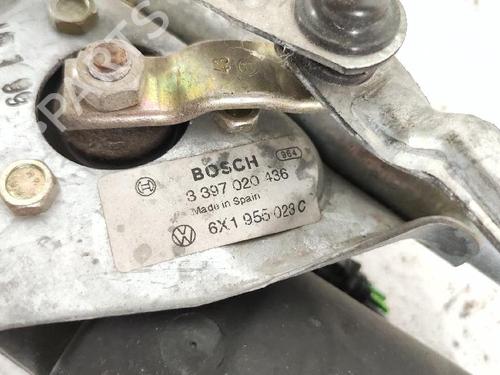 BOSCH
964
3 397 020 436
Made in Spain
6X1 955 023 C